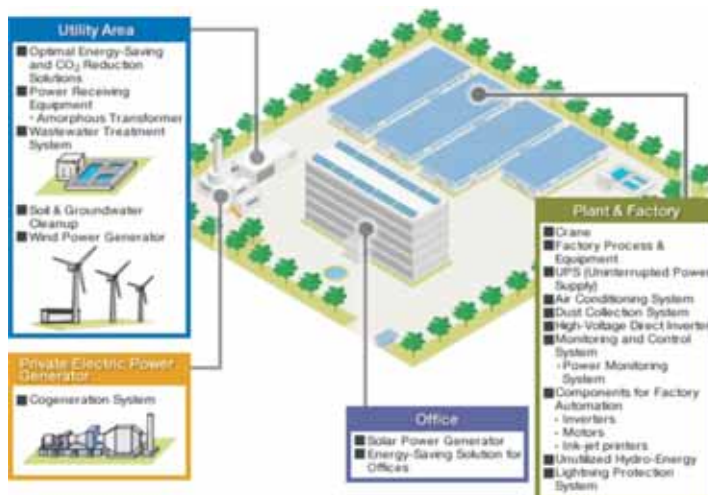 Utility Area
■ Optimal Energy-Saving
and CO₂ Reduction
Solutions
■ Power Receiving
Equipment
・Amorphous Transformer
■ Wastewater Treatment
System
■ Soil & Groundwater
Cleanup
■ Wind Power Generator
Private Electric Power
Generator
■ Cogeneration System
Office
■ Solar Power Generator
■ Energy-Saving Solution for
Offices
Plant & Factory
■ Crane
■ Factory Process &
Equipment
■ UPS (Uninterrupted Power
Supply)
■ Air Conditioning System
■ Dust Collection System
■ High-Voltage Direct Inverter
■ Monitoring and Control
System
・Power Monitoring
System
■ Components for Factory
Automation
・Inverters
・Motors
・Ink-jet printers
■ Unutilized Hydro-Energy
■ Lightning Protection
System